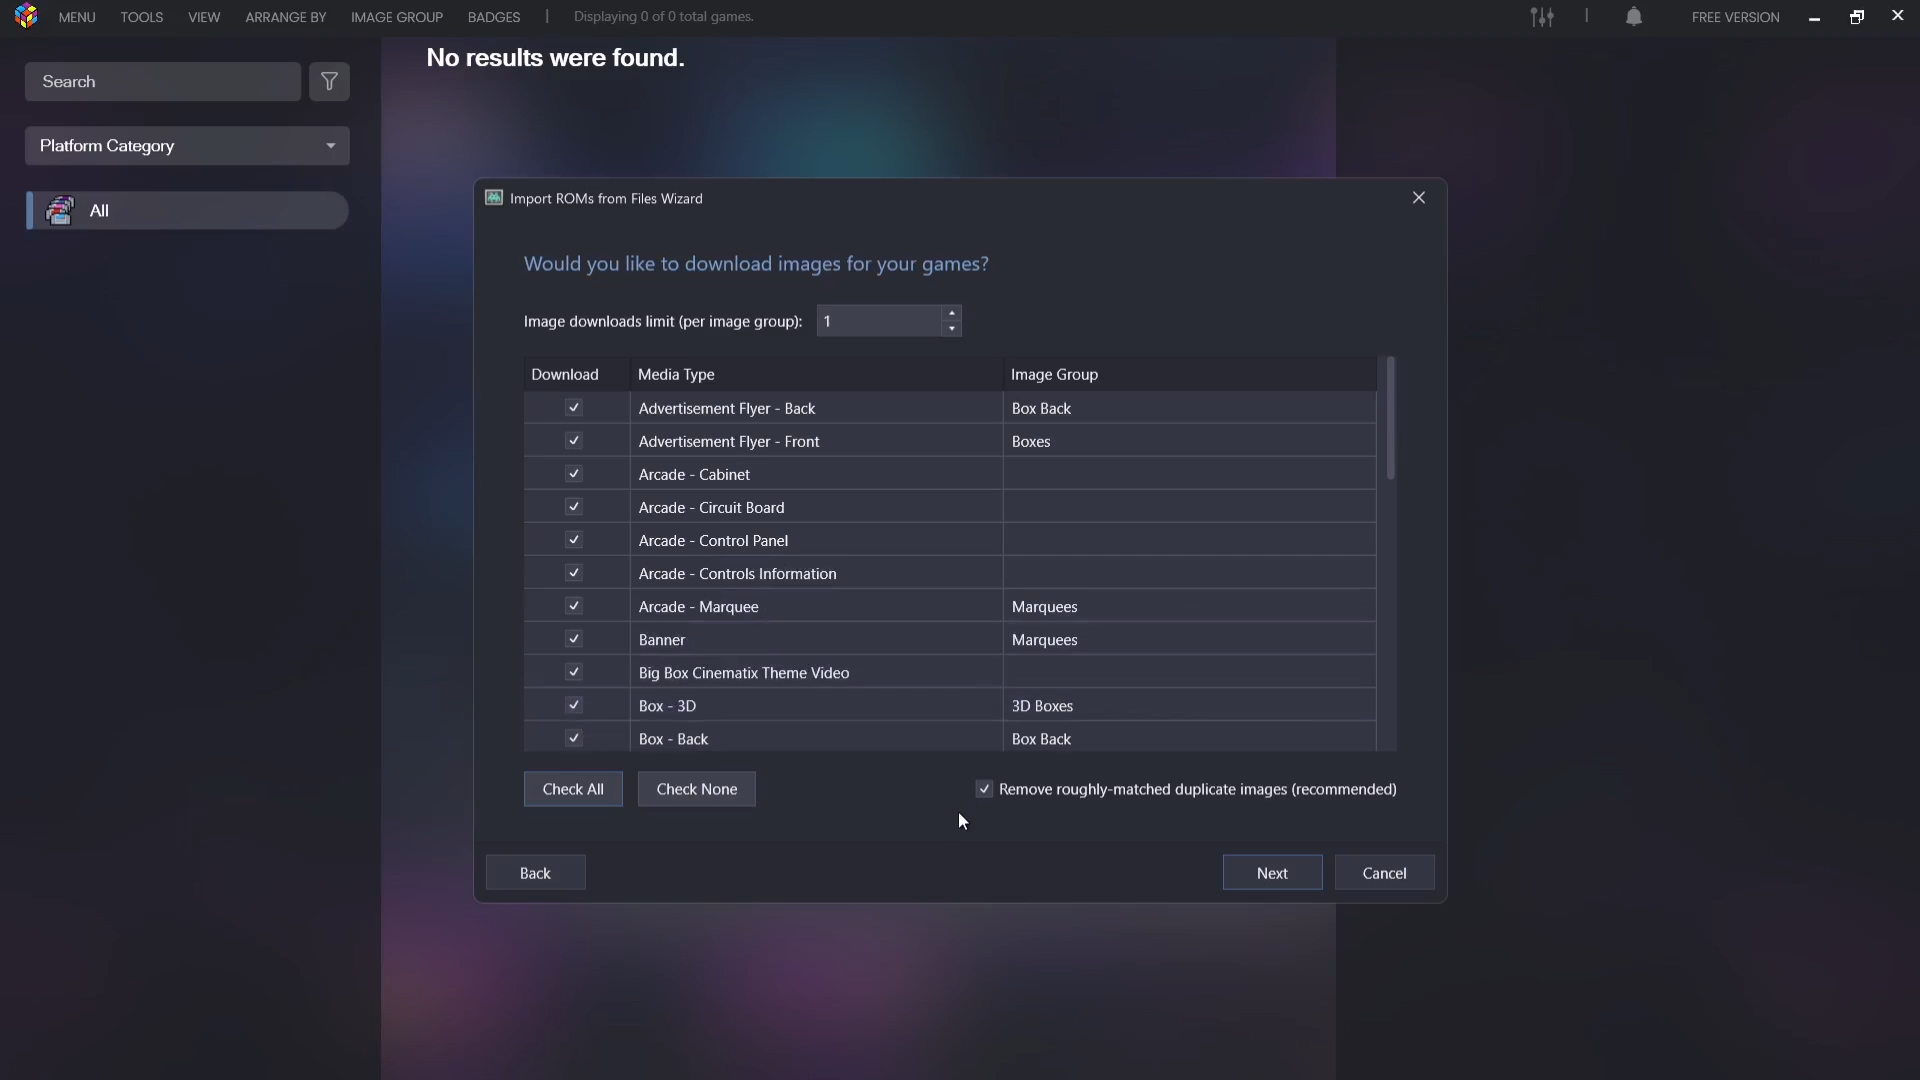 MENU TOOLS VIEW ARRANGE BY IMAGE GROUP BADGES | Displaying 0 of 0 total games. | FREE VERSION
Search
No results were found.
Platform Category
All
Import ROMs from Files Wizard
Would you like to download images for your games?
Image downloads limit (per image group): 1
Download Media Type Image Group
Advertisement Flyer - Back Box Back
Advertisement Flyer - Front Boxes
Arcade - Cabinet
Arcade - Circuit Board
Arcade - Control Panel
Arcade - Controls Information
Arcade - Marquee Marquees
Banner Marquees
Big Box Cinematix Theme Video
Box - 3D 3D Boxes
Box - Back Box Back
Check All Check None Remove roughly-matched duplicate images (recommended)
Back Next Cancel